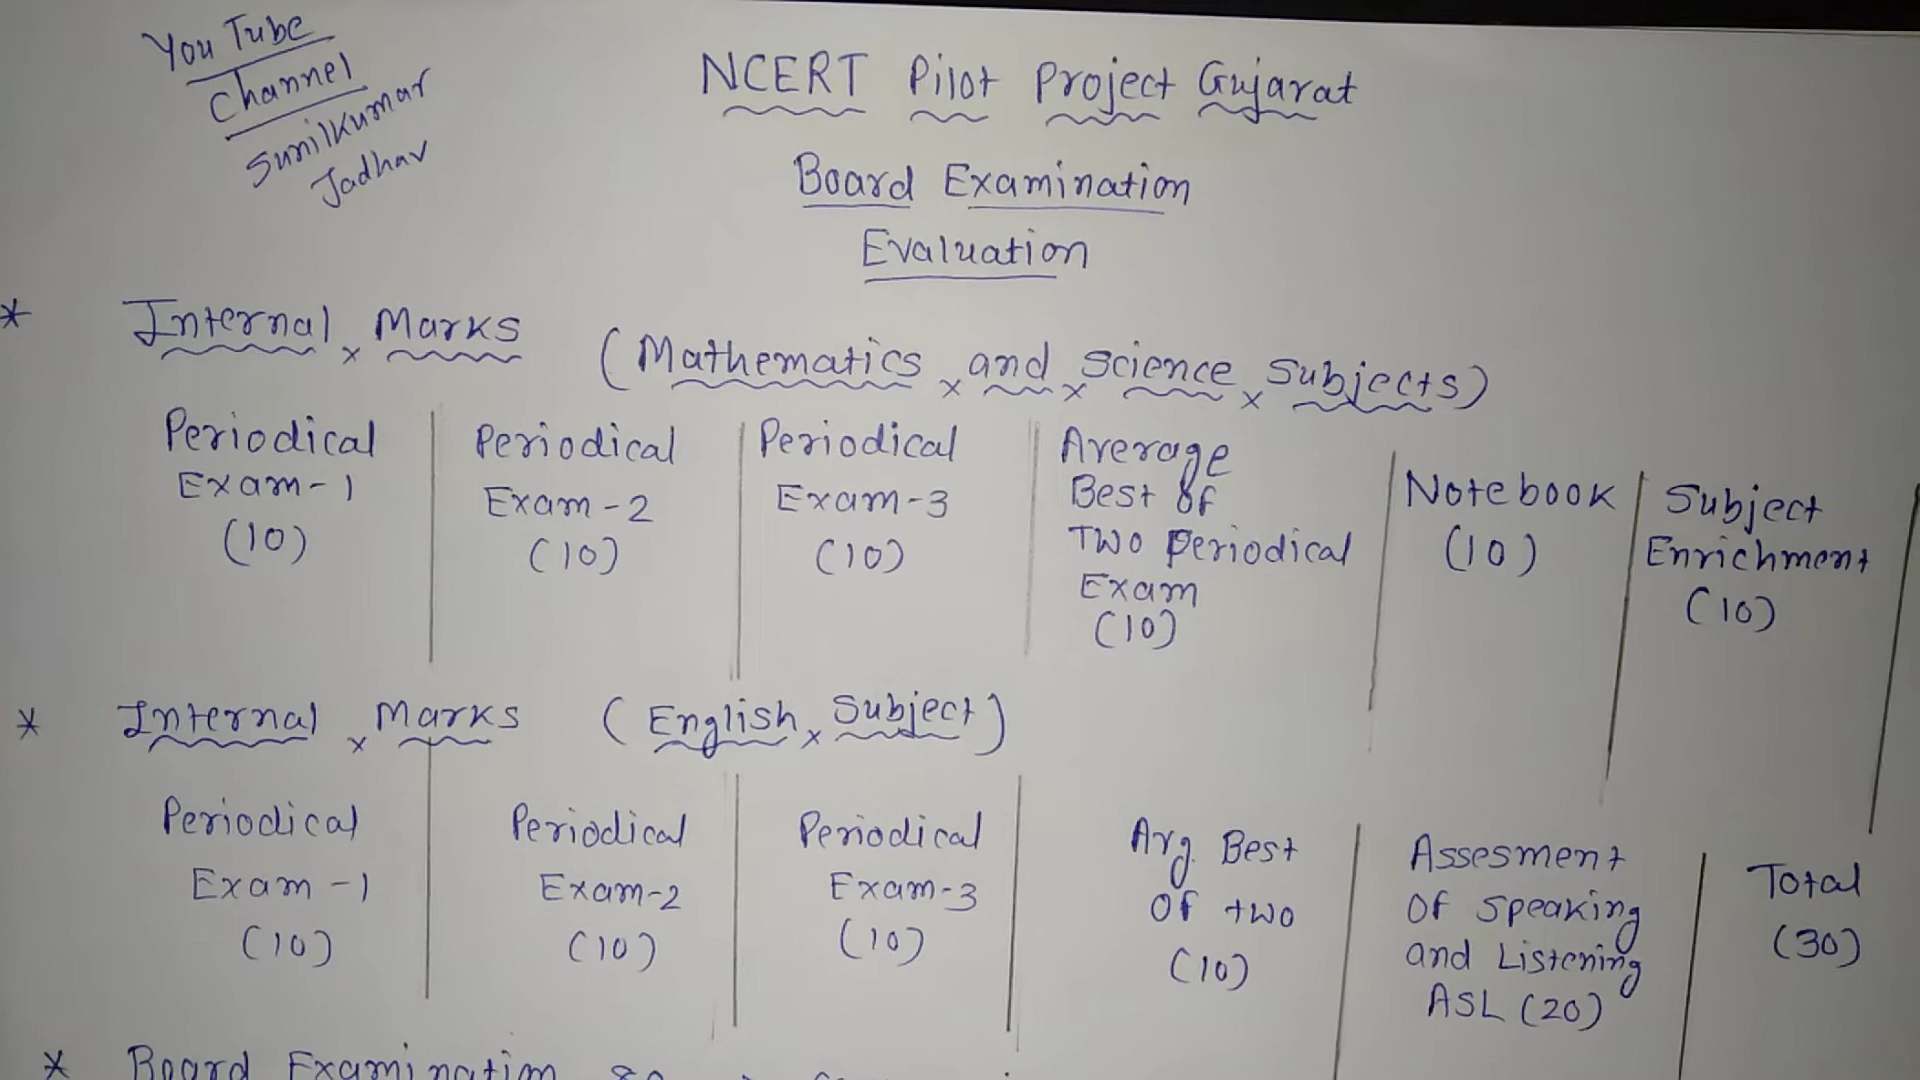 YouTube
Channel
Sunilkumar
Jadhav
NCERT Pilot Project Gujarat
Board Examination
Evaluation
* Internal Marks (Mathematics and Science Subjects)
Periodical
Exam-1
(10)
Periodical
Exam-2
(10)
Periodical
Exam-3
(10)
Average
Best of
Two Periodical
Exam
(10)
Notebook
(10)
Subject
Enrichment
(10)
* Internal Marks (English Subject)
Periodical
Exam-1
(10)
Periodical
Exam-2
(10)
Periodical
Exam-3
(10)
Avg. Best
Of two
(10)
Assesment
Of Speaking
and Listening
ASL (20)
Total
(30)
* Board Examination